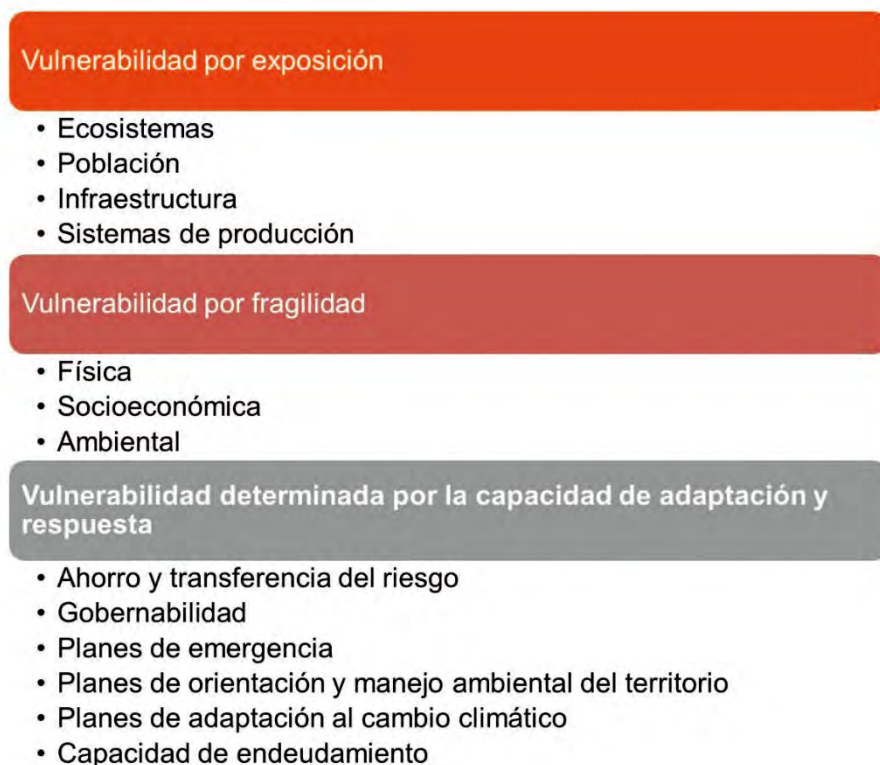 Vulnerabilidad por exposición
• Ecosistemas
• Población
• Infraestructura
• Sistemas de producción
Vulnerabilidad por fragilidad
• Física
• Socioeconómica
• Ambiental
Vulnerabilidad determinada por la capacidad de adaptación y
respuesta
• Ahorro y transferencia del riesgo
• Gobernabilidad
• Planes de emergencia
• Planes de orientación y manejo ambiental del territorio
• Planes de adaptación al cambio climático
• Capacidad de endeudamiento